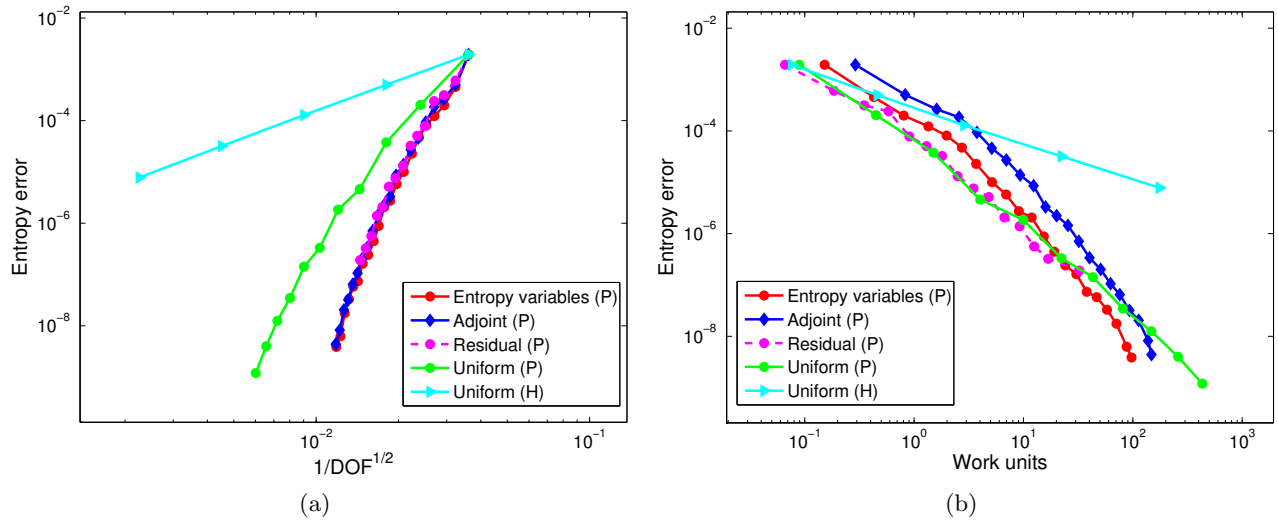 10^-2
10^-4
10^-6
10^-8
Entropy error
10^-2
10^-1
1/DOF^1/2
Entropy variables (P)
Adjoint (P)
Residual (P)
Uniform (P)
Uniform (H)
(a)
10^-2
10^-4
10^-6
10^-8
Entropy error
10^-1
10^0
10^1
10^2
10^3
Work units
Entropy variables (P)
Adjoint (P)
Residual (P)
Uniform (P)
Uniform (H)
(b)